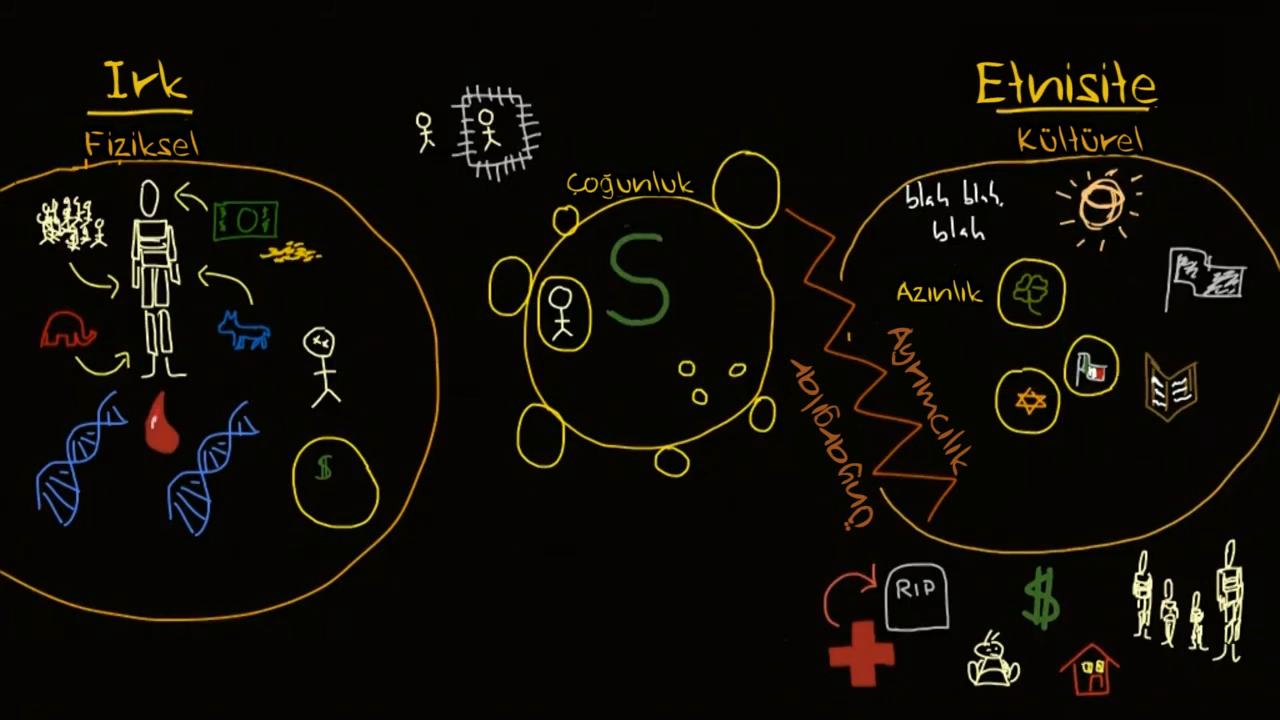 Irk
Fiziksel
Çoğunluk
S
$
Etnisite
Kültürel
blah blah,
blah
Azınlık
Ayrımcılık
Önyargılar
RIP
$